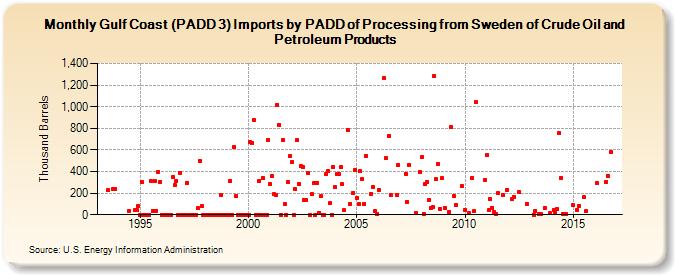 Monthly Gulf Coast (PADD 3) Imports by PADD of Processing from Sweden of Crude Oil and
Petroleum Products
Thousand Barrels
1,400
1,200
1,000
800
600
400
200
0
1995 2000 2005 2010 2015
Source: U.S. Energy Information Administration